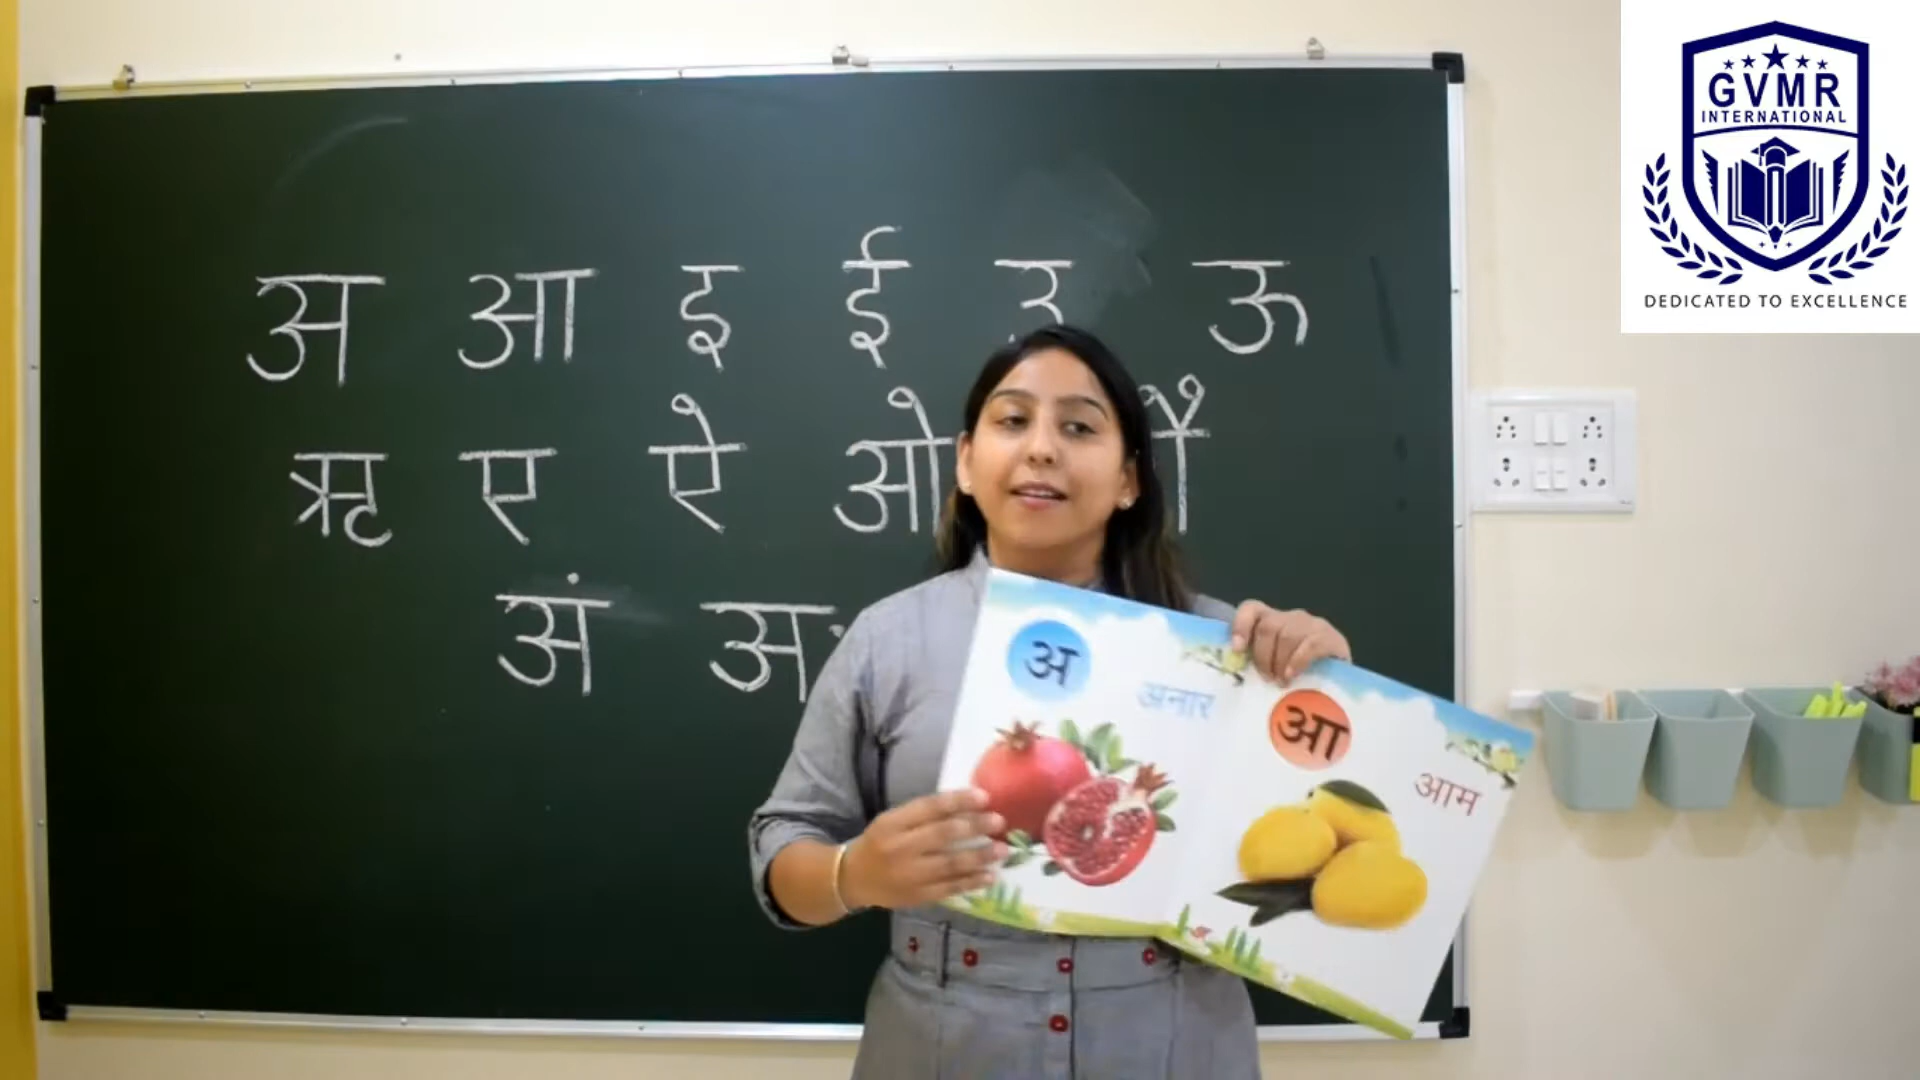 अ आ इ ई उ ऊ
ऋ ए ऐ ओ
अं अः
अ
अनार
आ
आम
GVMR
INTERNATIONAL
DEDICATED TO EXCELLENCE